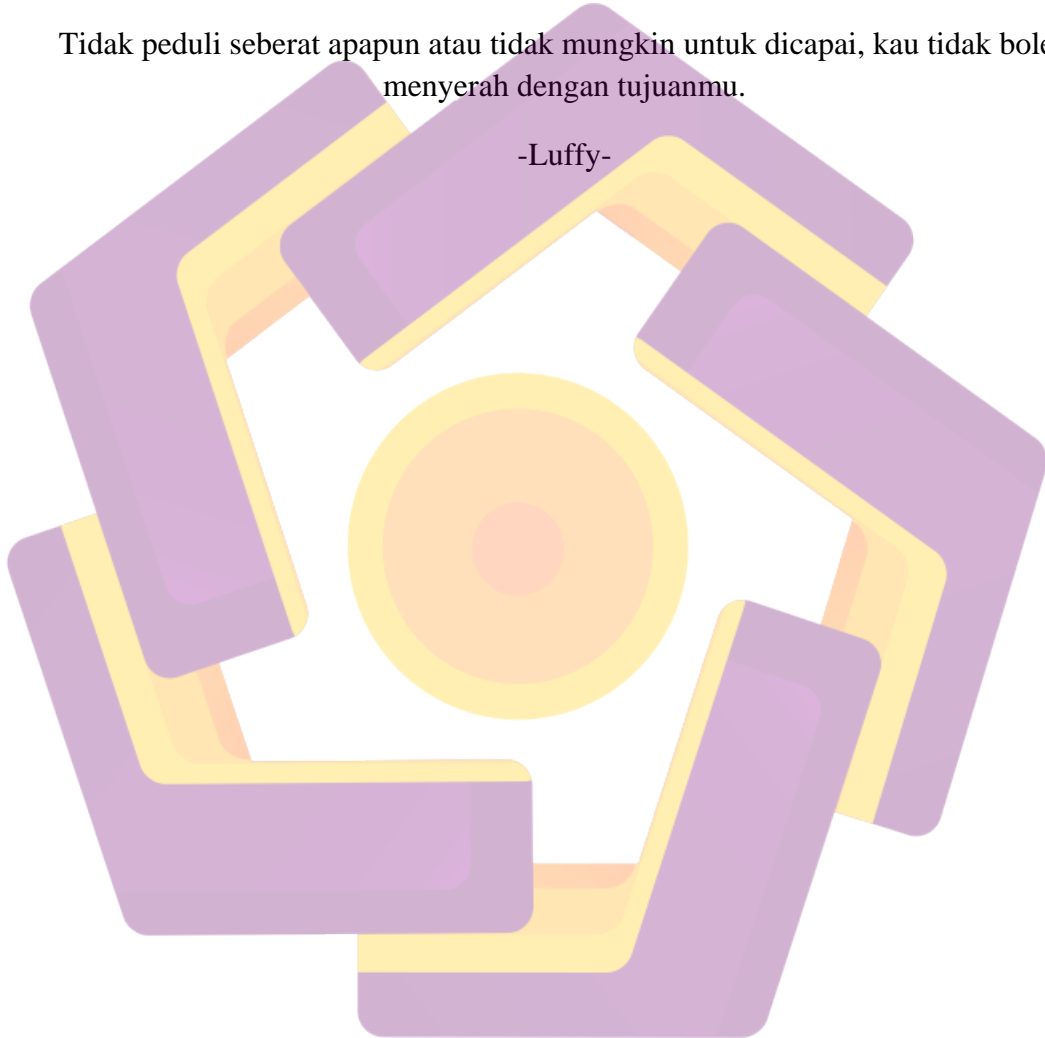 Tidak peduli seberat apapun atau tidak mungkin untuk dicapai, kau tidak bole
menyerah dengan tujuanmu.
-Luffy-